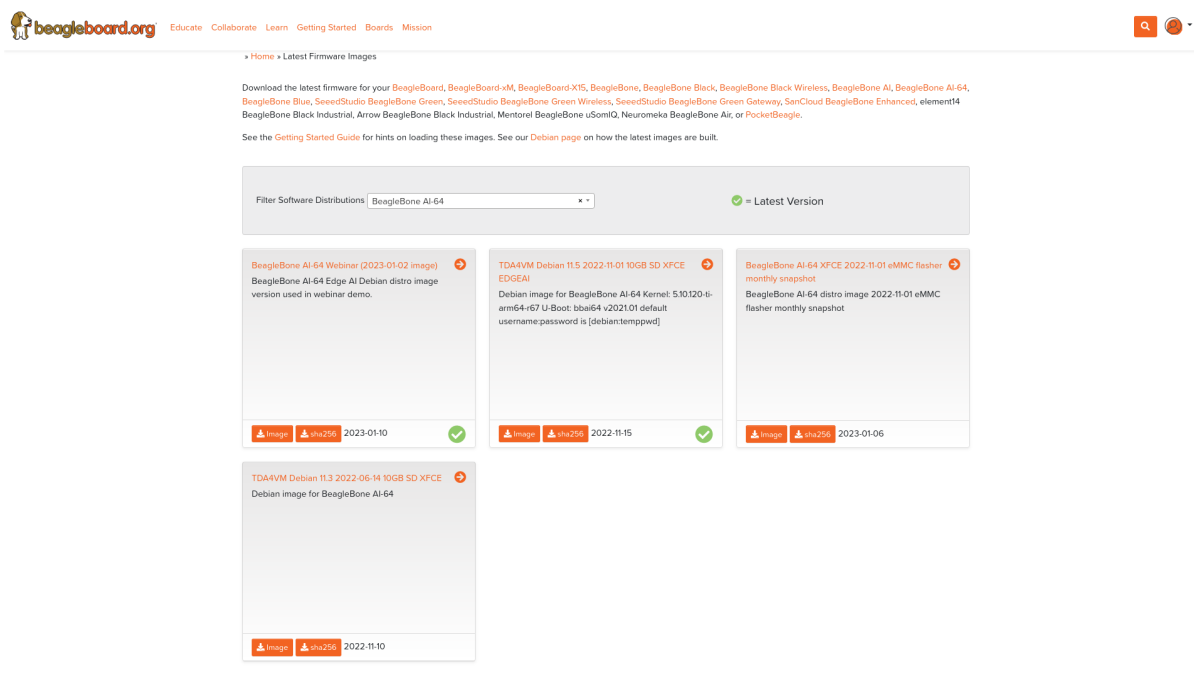 beagleboard.org
Educate Collaborate Learn Getting Started Boards Mission
» Home » Latest Firmware Images
Download the latest firmware for your BeagleBoard, BeagleBoard-xM, BeagleBoard-X15, BeagleBone, BeagleBone Black, BeagleBone Black Wireless, BeagleBone AI, BeagleBone AI-64,
BeagleBone Blue, SeeedStudio BeagleBone Green, SeeedStudio BeagleBone Green Wireless, SeeedStudio BeagleBone Green Gateway, SanCloud BeagleBone Enhanced, element14
BeagleBone Black Industrial, Arrow BeagleBone Black Industrial, Mentorel BeagleBone uSomIQ, Neuromeka BeagleBone Air, or PocketBeagle.
See the Getting Started Guide for hints on loading these images. See our Debian page on how the latest images are built.
Filter Software Distributions BeagleBone AI-64 ×
= Latest Version
BeagleBone AI-64 Webinar (2023-01-02 image)
BeagleBone AI-64 Edge AI Debian distro image
version used in webinar demo.
Image sha256 2023-01-10
TDA4VM Debian 11.5 2022-11-01 10GB SD XFCE
EDGEAI
Debian image for BeagleBone AI-64 Kernel: 5.10.120-ti-
arm64-r67 U-Boot: bbai64 v2021.01 default
username:password is [debian:temppwd]
Image sha256 2022-11-15
BeagleBone AI-64 XFCE 2022-11-01 eMMC flasher
monthly snapshot
BeagleBone AI-64 distro image 2022-11-01 eMMC
flasher monthly snapshot
Image sha256 2023-01-06
TDA4VM Debian 11.3 2022-06-14 10GB SD XFCE
Debian image for BeagleBone AI-64
Image sha256 2022-11-10